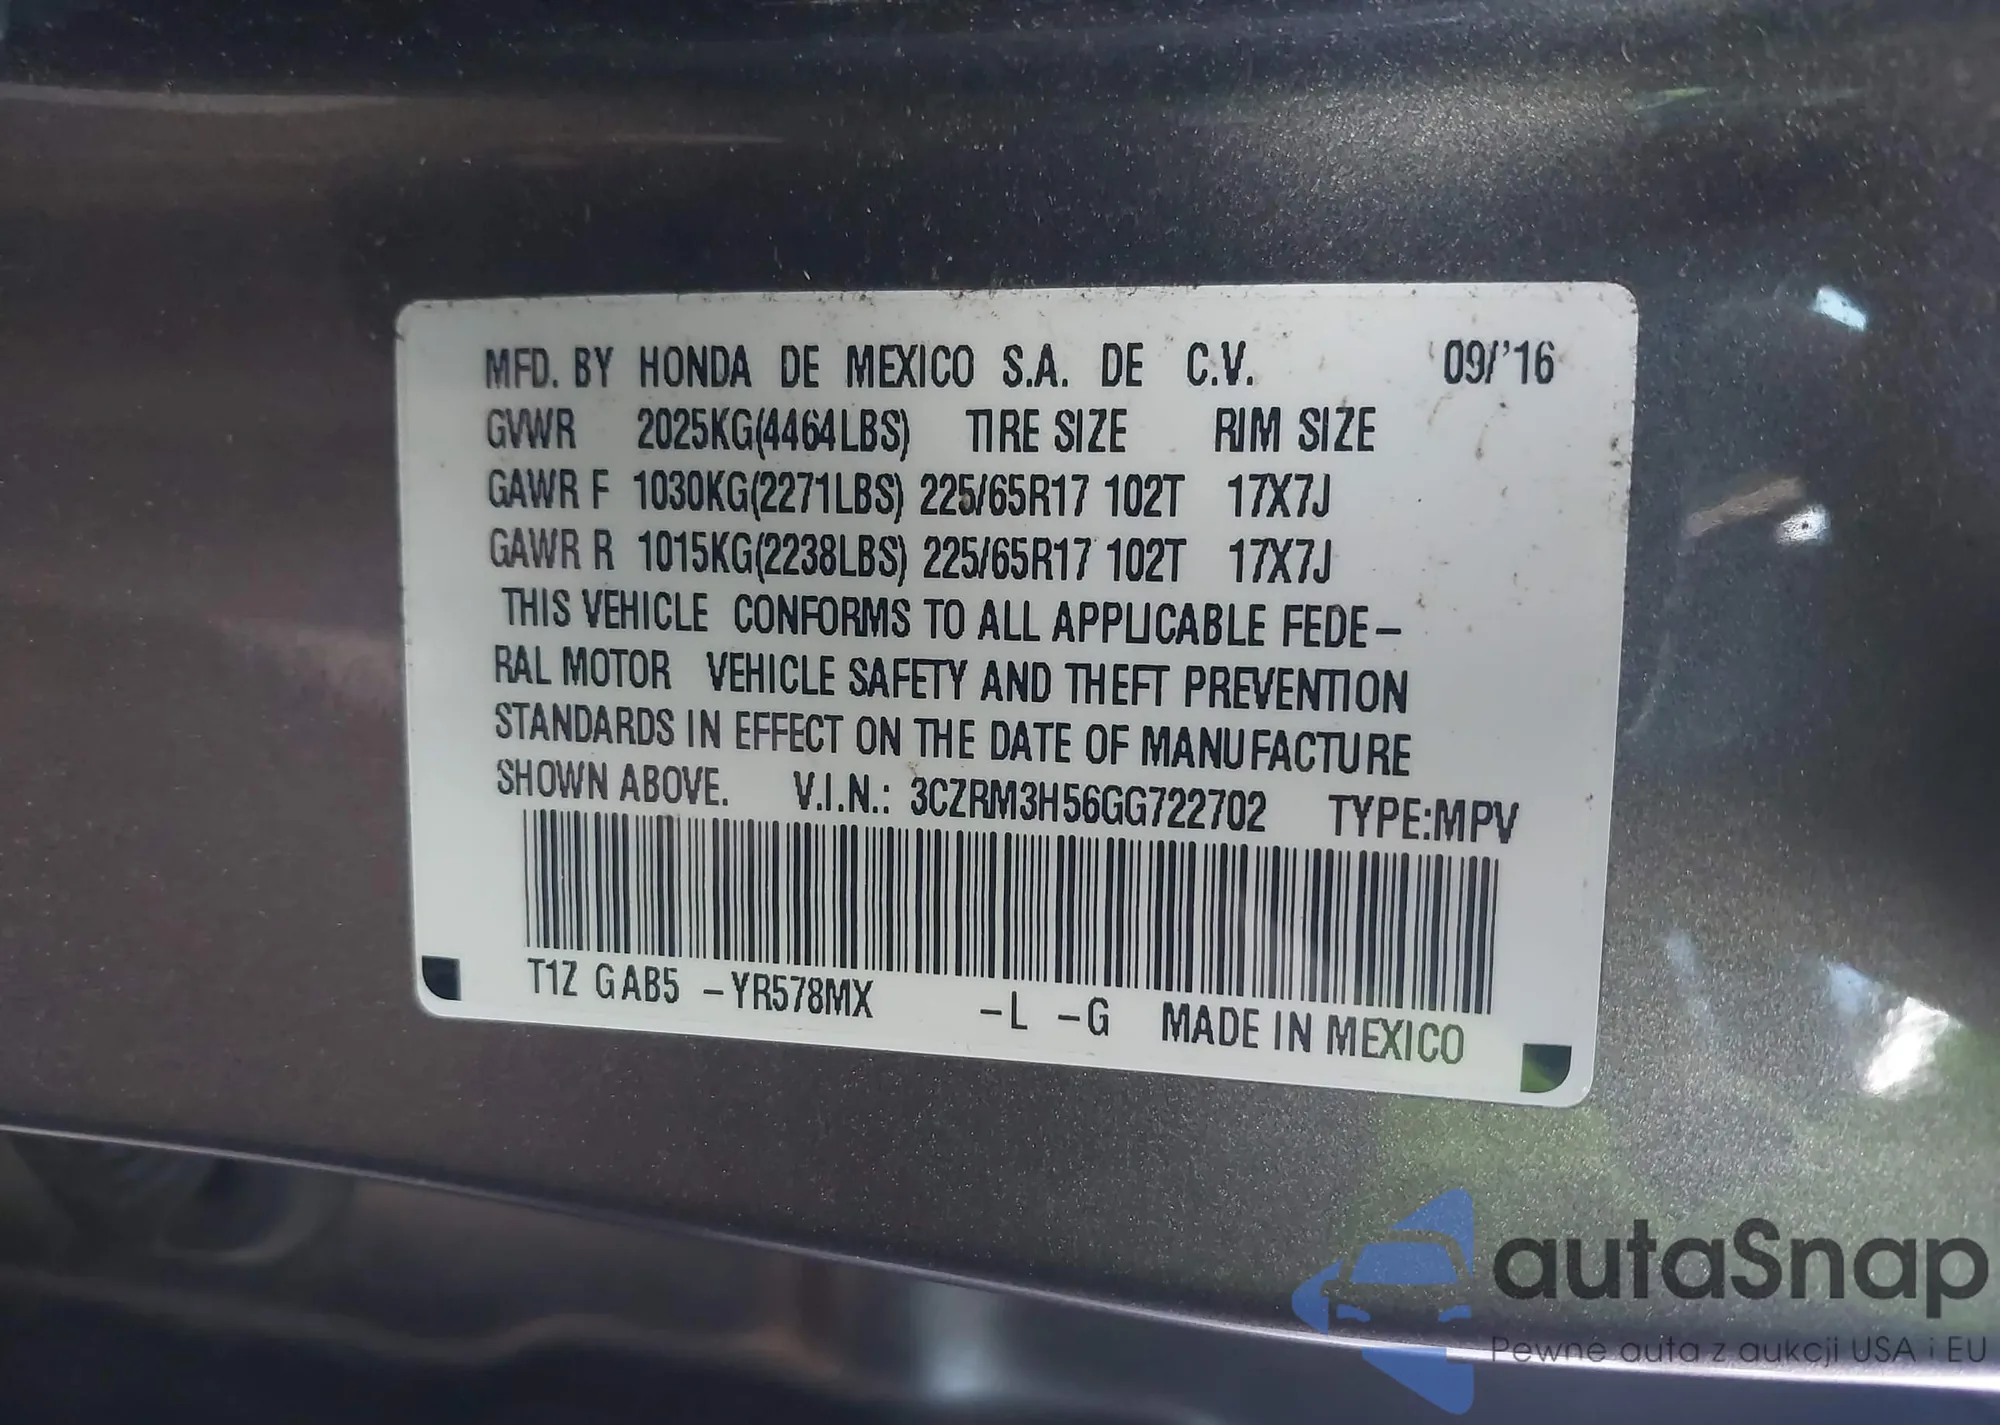 MFD. BY HONDA DE MEXICO S.A. DE C.V. 09/'16
GVWR 2025KG(4464LBS) TIRE SIZE RIM SIZE
GAWR F 1030KG(2271LBS) 225/65R17 102T 17X7J
GAWR R 1015KG(2238LBS) 225/65R17 102T 17X7J
THIS VEHICLE CONFORMS TO ALL APPLICABLE FEDE-
RAL MOTOR VEHICLE SAFETY AND THEFT PREVENTION
STANDARDS IN EFFECT ON THE DATE OF MANUFACTURE
SHOWN ABOVE. V.I.N.: 3CZRM3H56GG722702 TYPE:MPV
T1Z GAB5 -YR578MX -L -G MADE IN MEXICO
autaSnap
Pewne auta z aukcji USA i EU